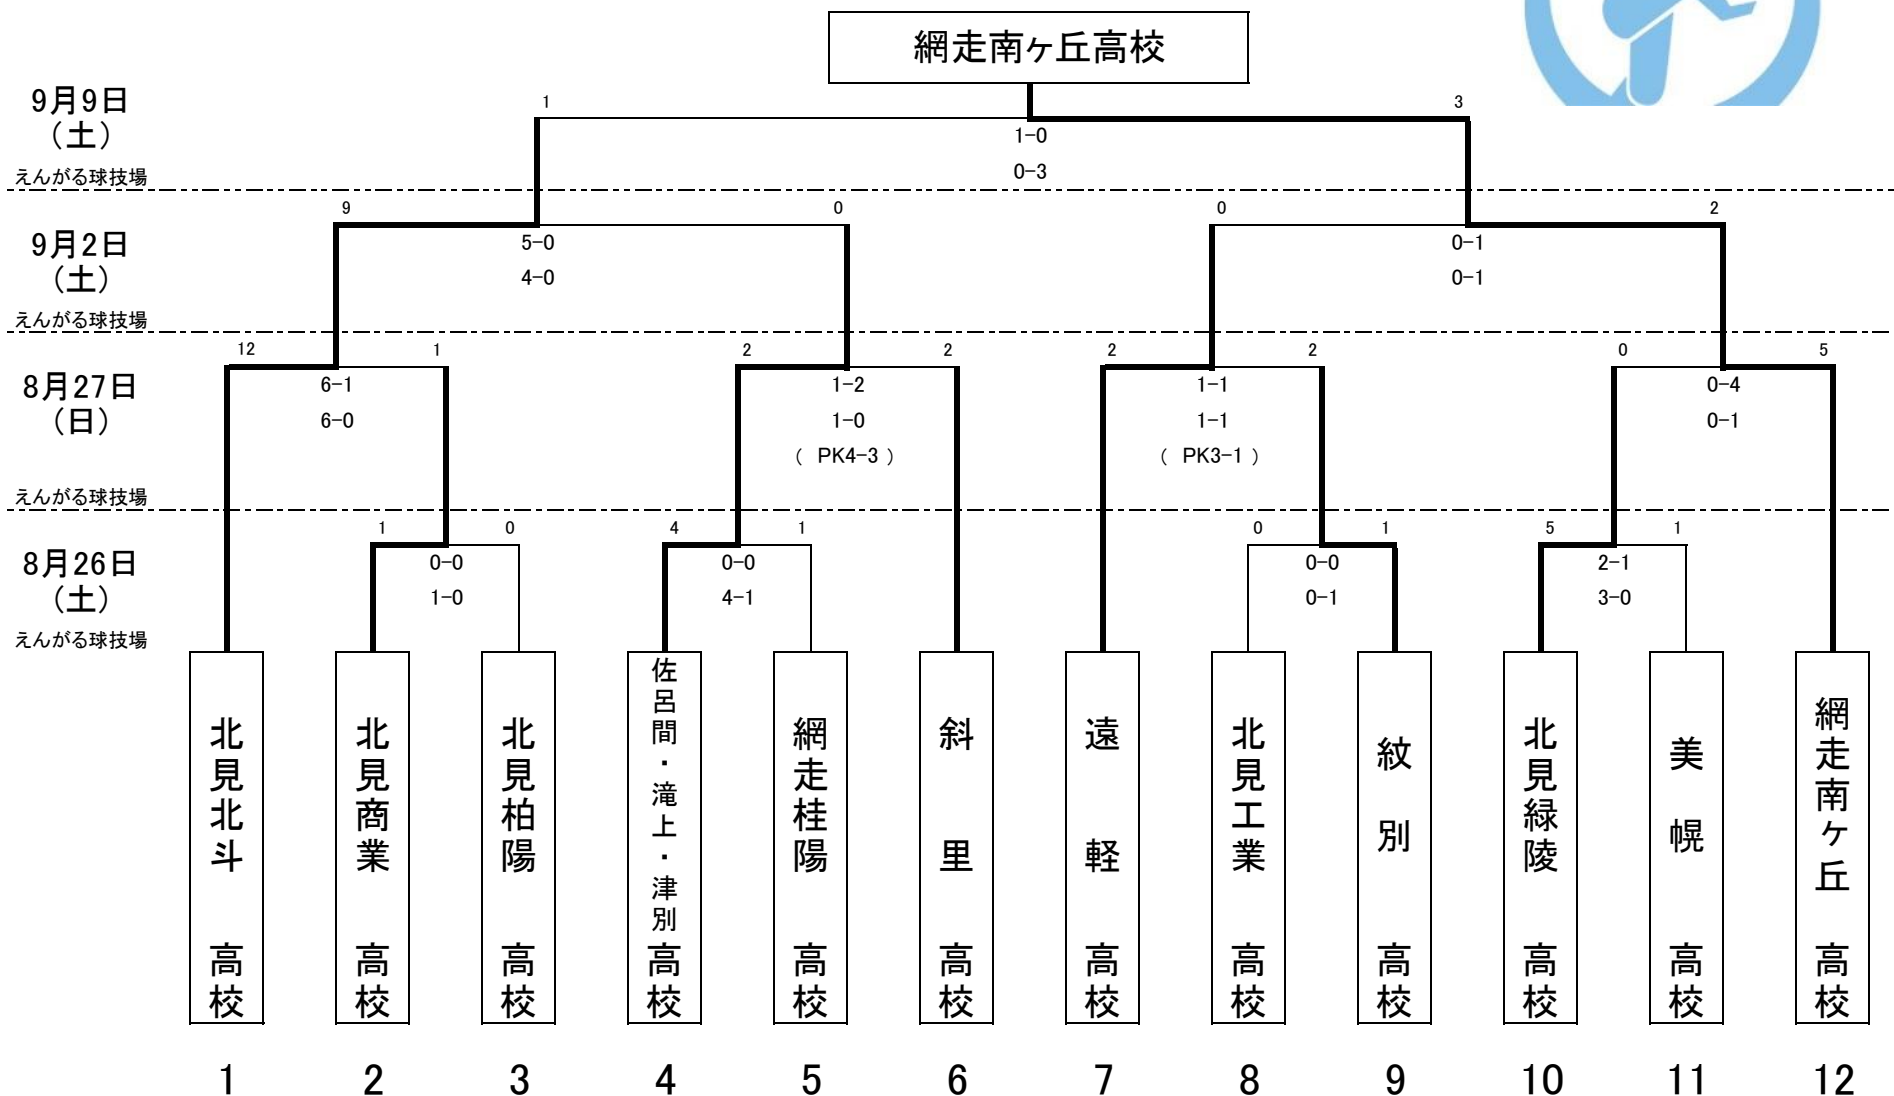 網走南ヶ丘高校
9月9日
（土）
えんがる球技場
1
3
1-0
0-3
9月2日
（土）
えんがる球技場
9
0
0
2
5-0
4-0
0-1
0-1
8月27日
（日）
えんがる球技場
12
1
2
2
2
2
0
5
6-1
6-0
1-2
1-0
（ PK4-3 ）
1-1
1-1
（ PK3-1 ）
0-4
0-1
8月26日
（土）
えんがる球技場
1
0
4
1
0
1
5
1
0-0
1-0
0-0
4-1
0-0
0-1
2-1
3-0
北見北斗 高校
北見商業 高校
北見柏陽 高校
佐呂間・滝上・津別 高校
網走桂陽 高校
斜里 高校
遠軽 高校
北見工業 高校
紋別 高校
北見緑陵 高校
美幌 高校
網走南ヶ丘 高校
1
2
3
4
5
6
7
8
9
10
11
12